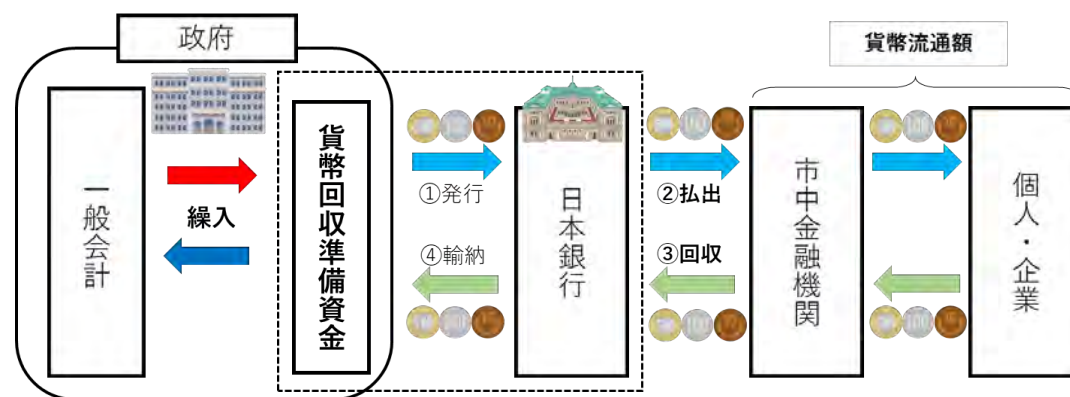 政府
貨幣流通額
一般会計
繰入
貨幣回収準備資金
①発行
④輸納
日本銀行
②払出
③回収
市中金融機関
個人・企業